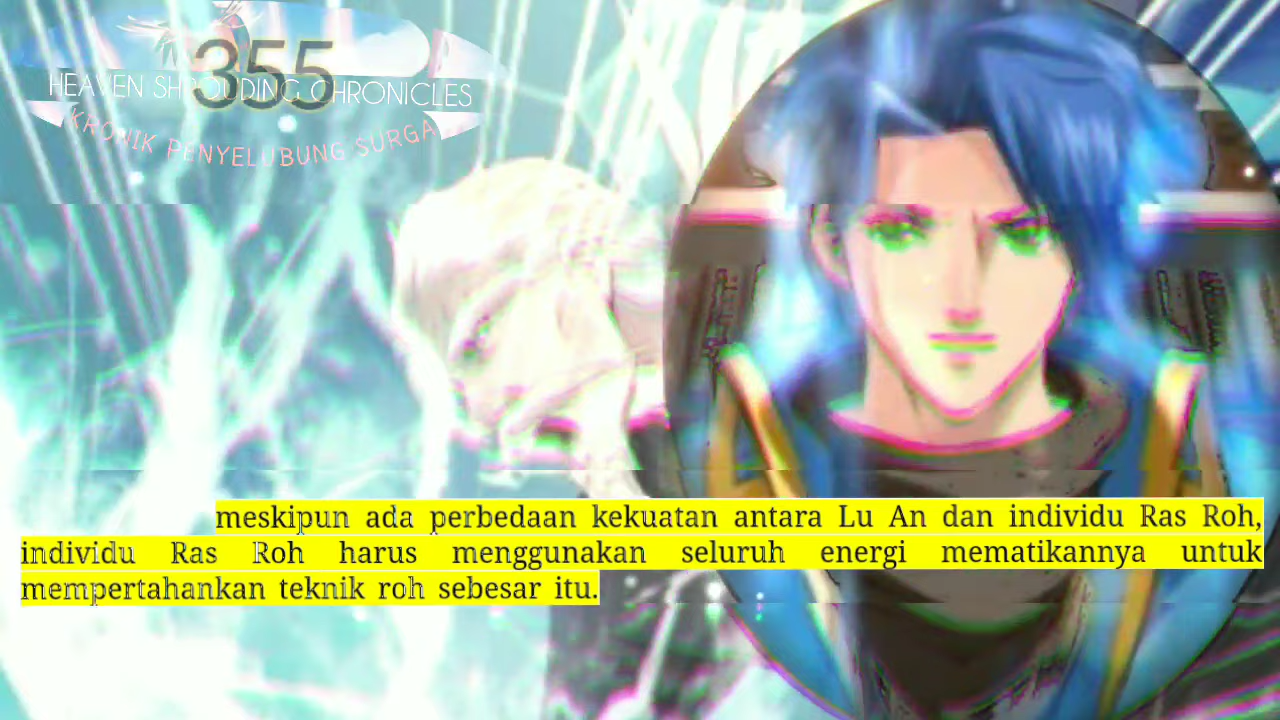 355
HEAVEN SHROUDING CHRONICLES
KRONIK PENYELUBUNG SURGA
meskipun ada perbedaan kekuatan antara Lu An dan individu Ras Roh,
individu Ras Roh harus menggunakan seluruh energi mematikannya untuk
mempertahankan teknik roh sebesar itu.